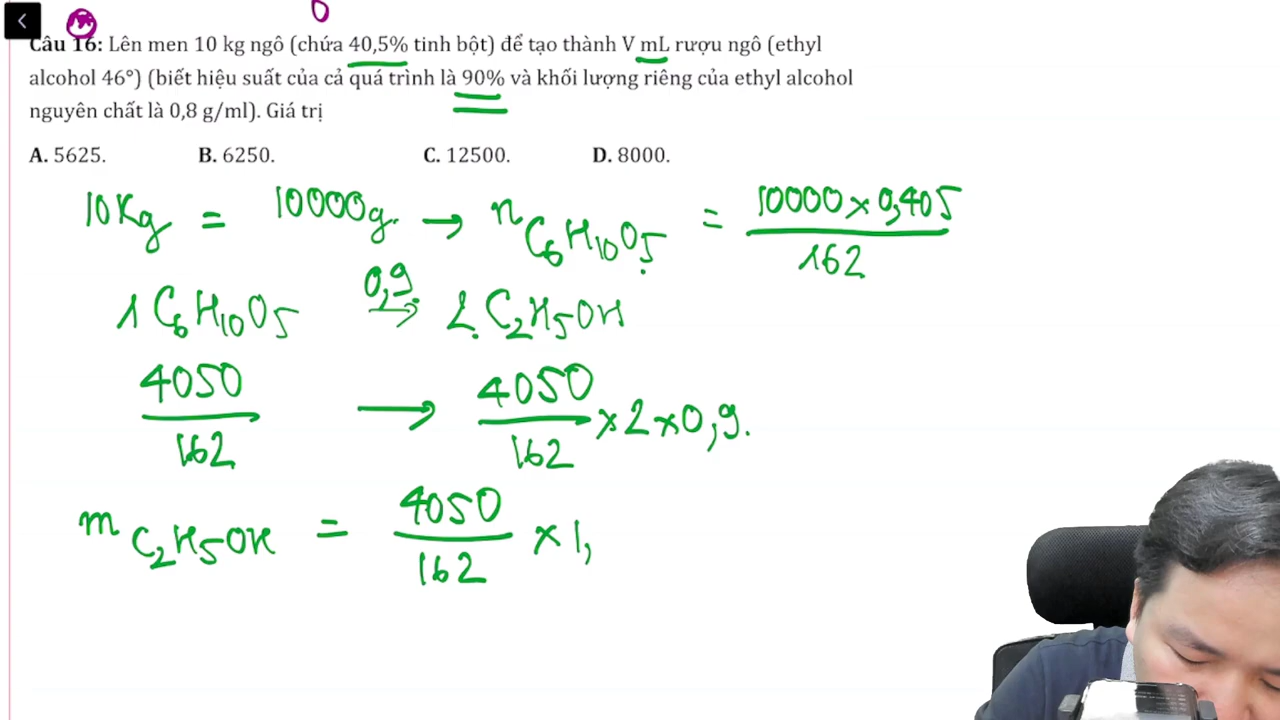 Câu 16: Lên men 10 kg ngô (chứa 40,5% tinh bột) để tạo thành V mL rượu ngô (ethyl
alcohol 46°) (biết hiệu suất của cả quá trình là 90% và khối lượng riêng của ethyl alcohol
nguyên chất là 0,8 g/ml). Giá trị
A. 5625. B. 6250. C. 12500. D. 8000.
10Kg = 10000g. → n C6H10O5 = 10000 x 0,405 / 162
1 C6H10O5 0,9 → 2 C2H5OH
4050 / 162 → 4050 / 162 x 2 x 0,9.
m C2H5OH = 4050 / 162 x 1,